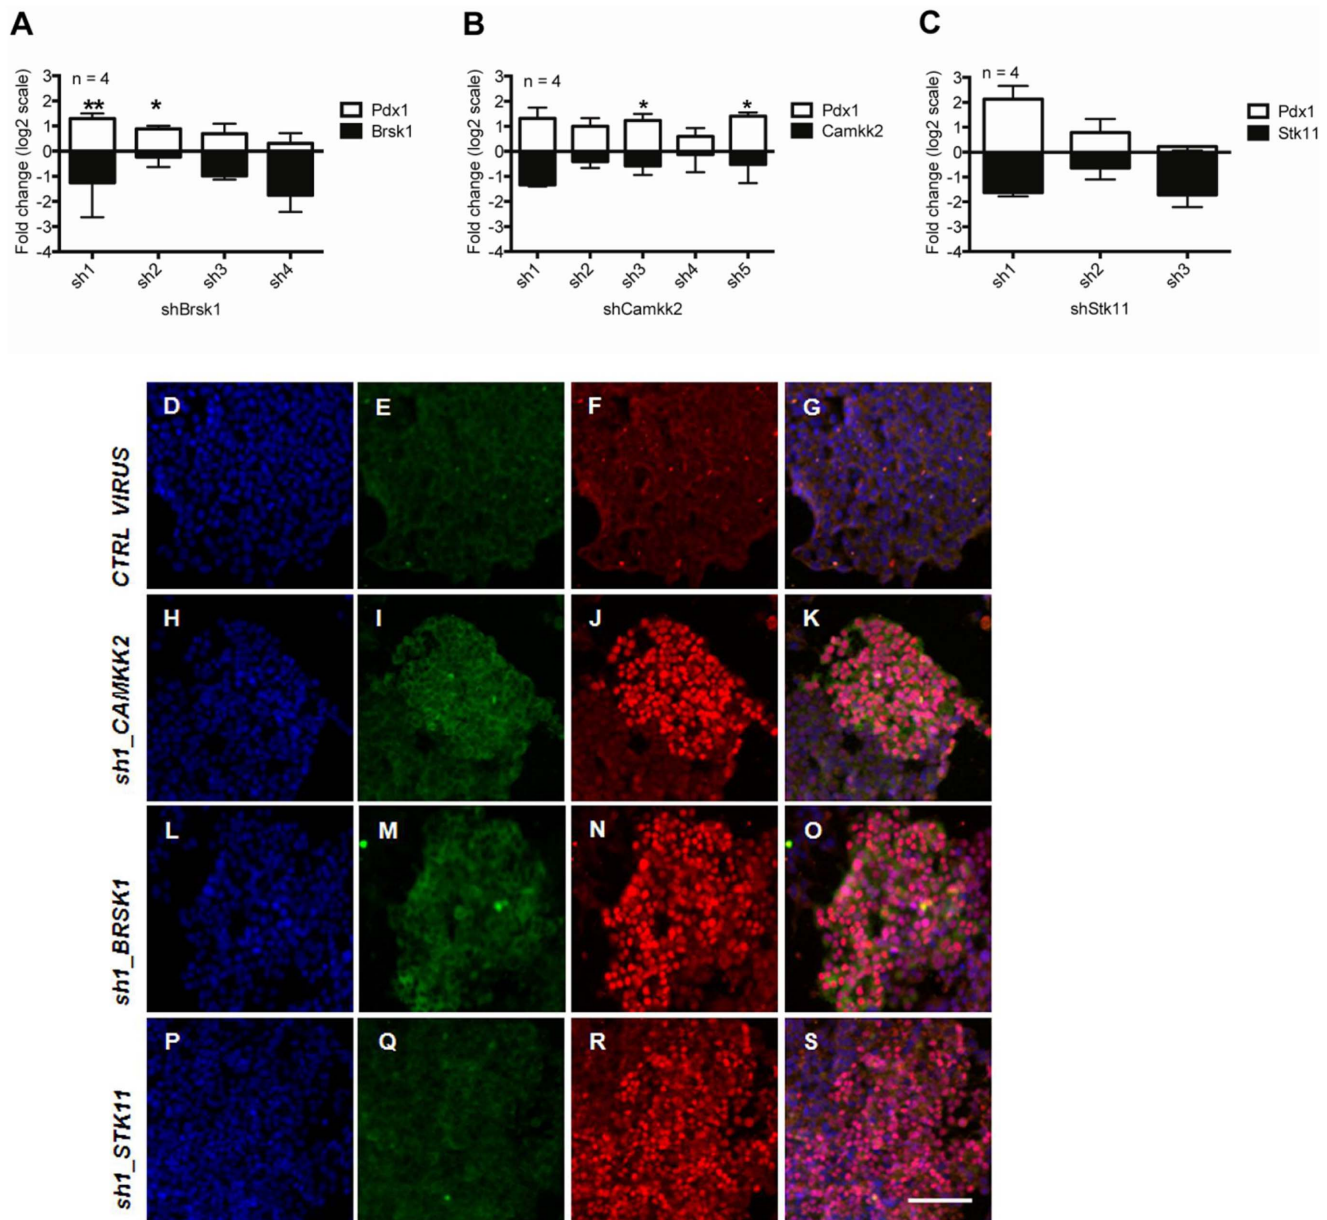 A
B
C
n = 4
n = 4
n = 4
** *
* *
Fold change (log2 scale)
3
2
1
0
-1
-2
-3
-4
Pdx1
Brsk1
sh1 sh2 sh3 sh4
shBrsk1
Fold change (log2 scale)
3
2
1
0
-1
-2
-3
-4
Pdx1
Camkk2
sh1 sh2 sh3 sh4 sh5
shCamkk2
Fold change (log2 scale)
3
2
1
0
-1
-2
-3
-4
Pdx1
Stk11
sh1 sh2 sh3
shStk11
CTRL VIRUS
D E F G
sh1_CAMKK2
H I J K
sh1_BRSK1
L M N O
sh1_STK11
P Q R S